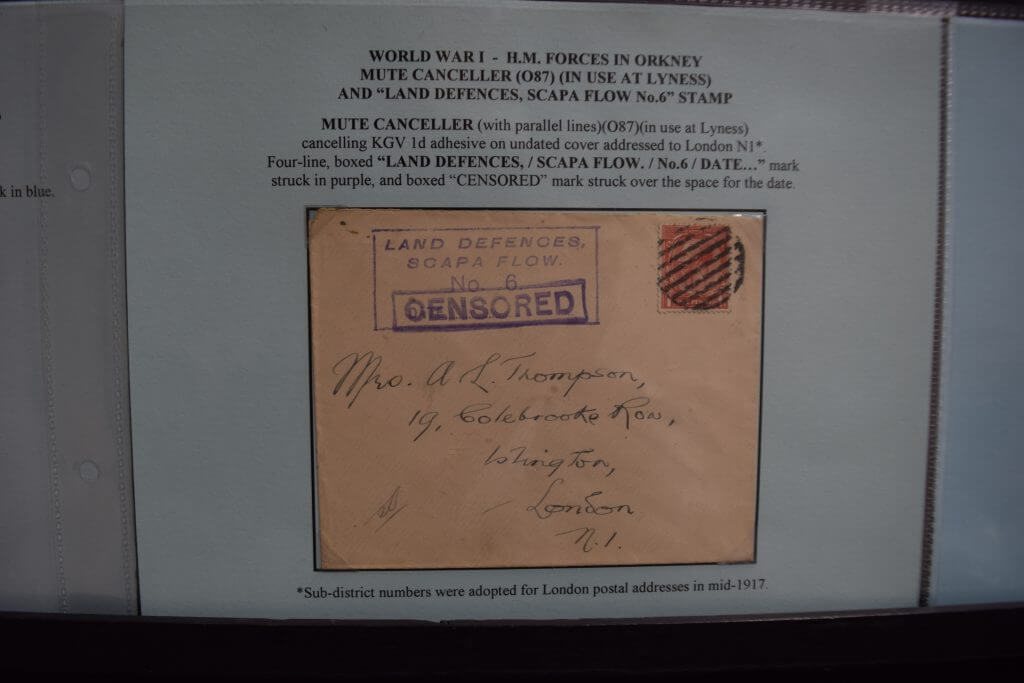 WORLD WAR I - H.M. FORCES IN ORKNEY
MUTE CANCELLER (O87) (IN USE AT LYNESS)
AND “LAND DEFENCES, SCAPA FLOW No.6” STAMP
MUTE CANCELLER (with parallel lines)(O87)(in use at Lyness)
cancelling KGV 1d adhesive on undated cover addressed to London N1*.
Four-line, boxed “LAND DEFENCES, / SCAPA FLOW. / No.6 / DATE...” mark
struck in purple, and boxed “CENSORED” mark struck over the space for the date.
k in blue.
LAND DEFENCES,
SCAPA FLOW.
No. 6.
CENSORED
Mrs. A L. Thompson,
19, Colebrooke Row,
Islington,
London
N.1.
*Sub-district numbers were adopted for London postal addresses in mid-1917.